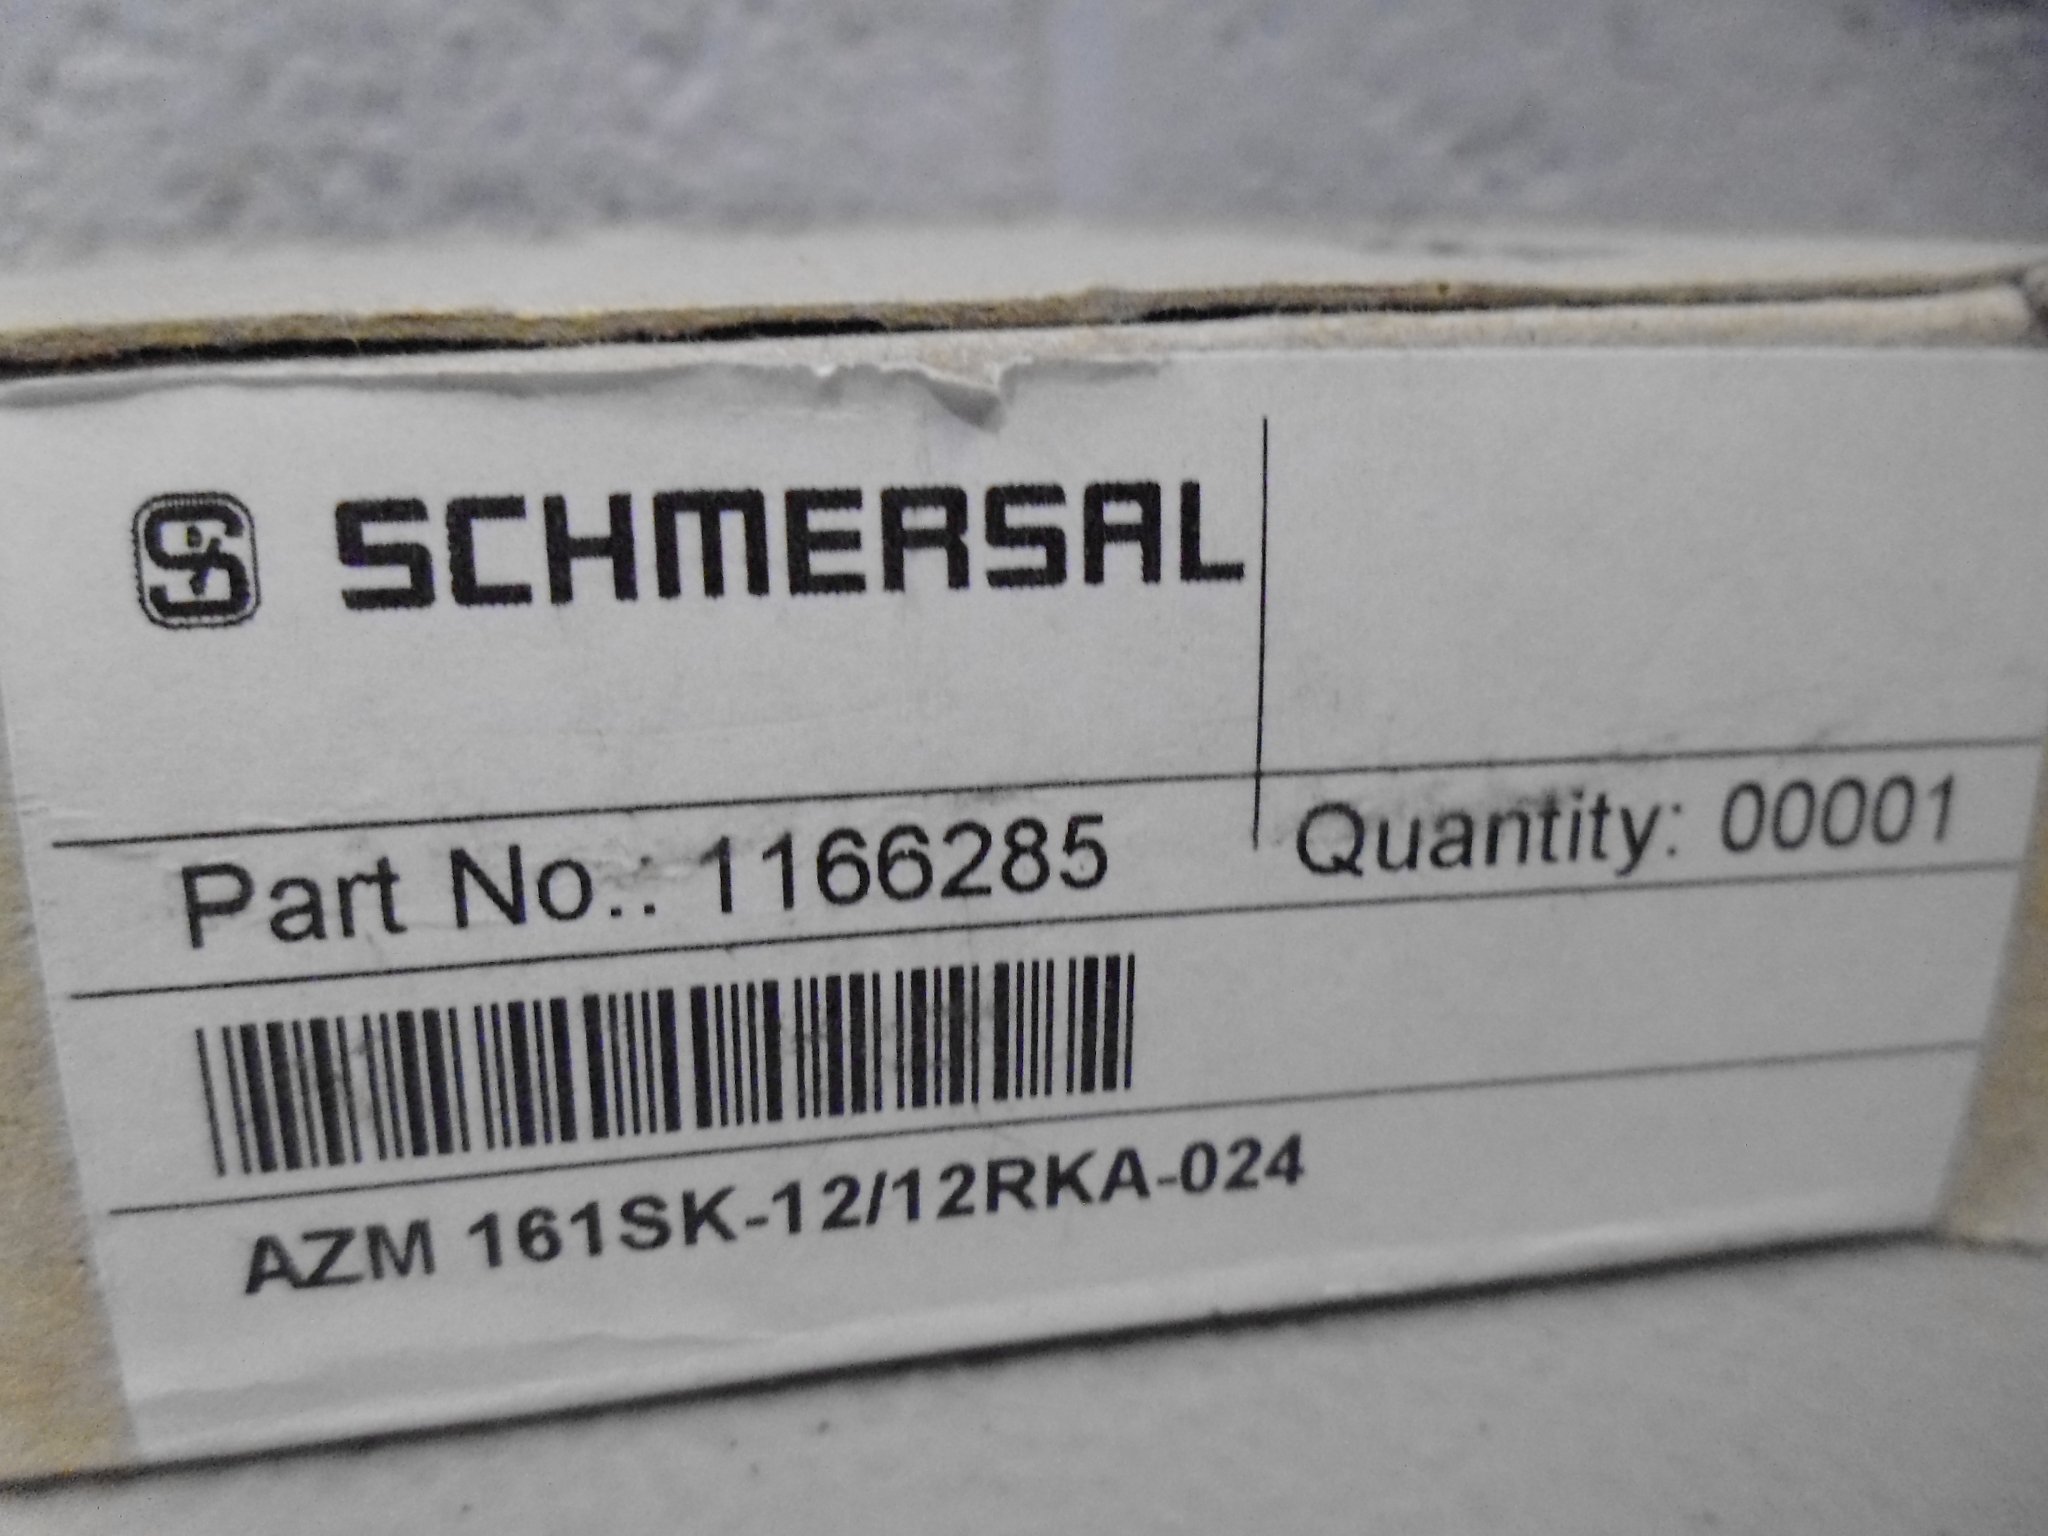 SCHMERSAL
Part No.: 1166285
Quantity: 00001
AZM 161SK-12/12RKA-024